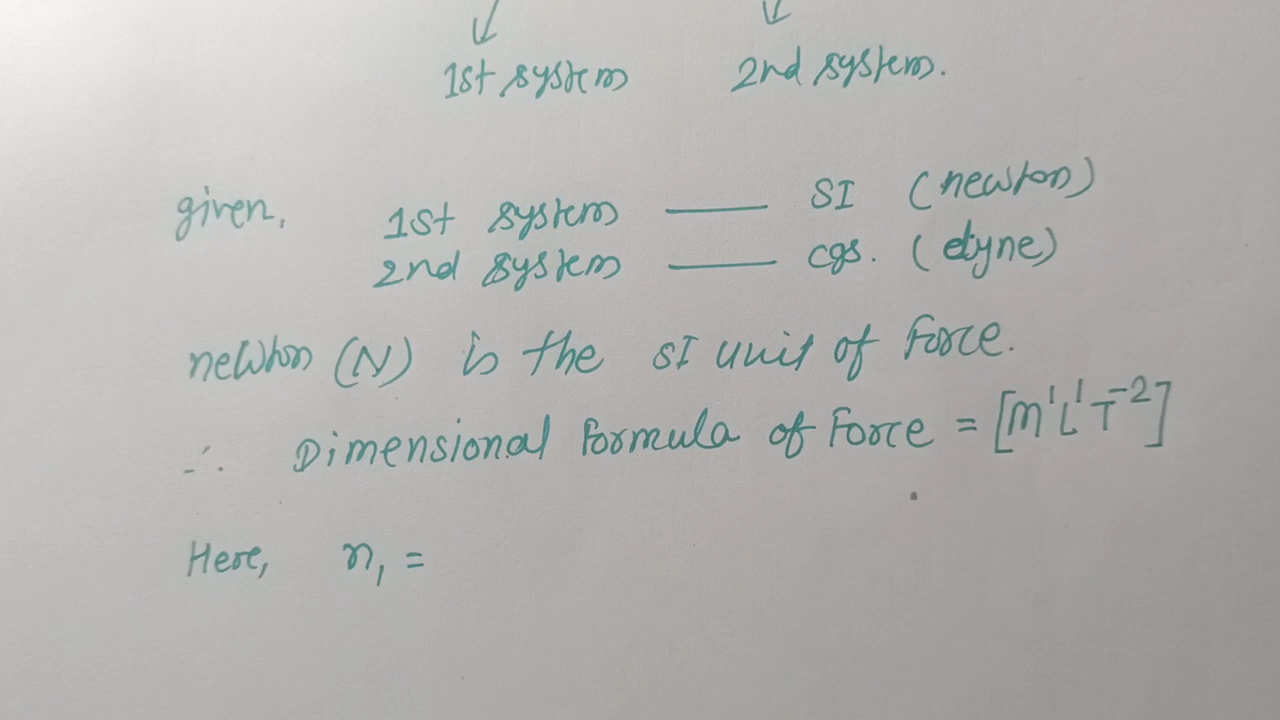 1st system 2nd system.
given, 1st system — SI (newton)
2nd system — cgs. (dyne)
newton (N) is the SI unit of Force.
∴ Dimensional Formula of Force = [M¹L¹T⁻²]
Here, n₁ =